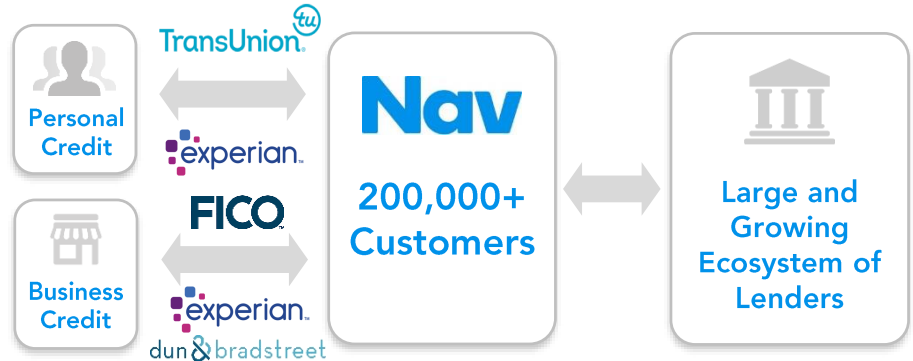 TransUnion
tu
Personal
Credit
experian
Business
Credit
FICO
experian
dun & bradstreet
Nav
200,000+
Customers
Large and
Growing
Ecosystem of
Lenders